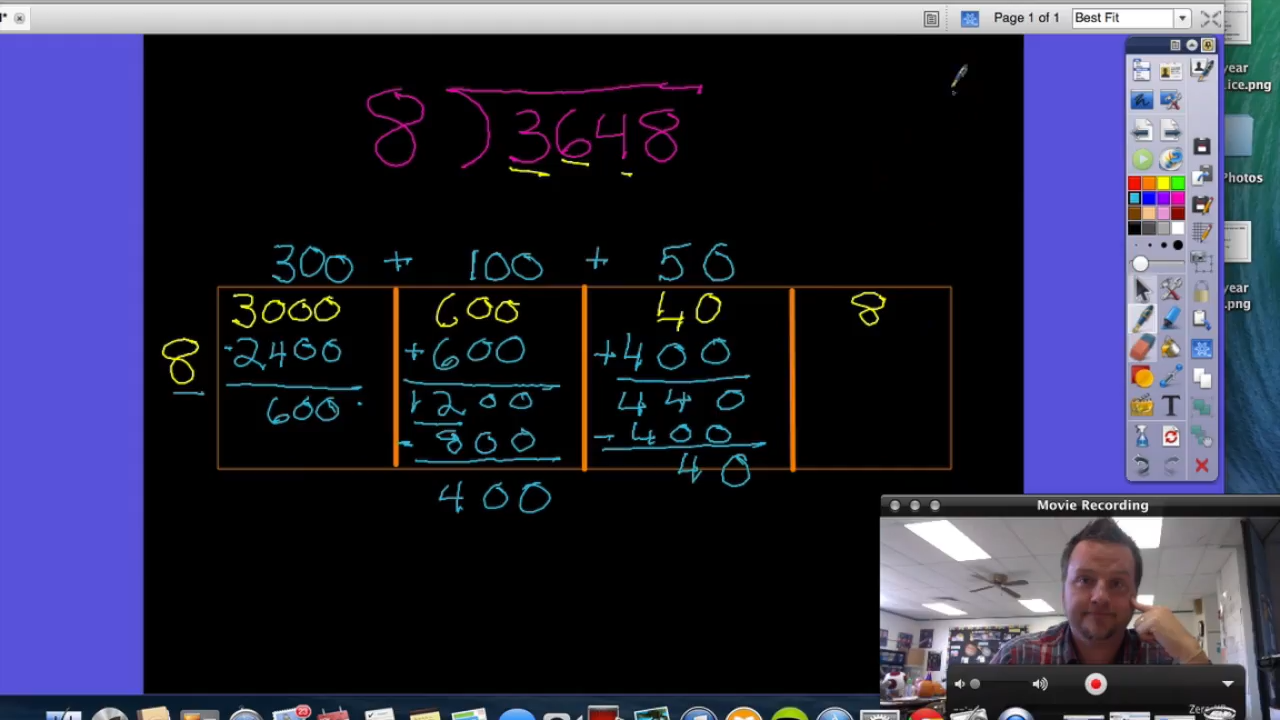 Page 1 of 1 Best Fit
year
ice.png
8 ) 3648
Photos
300 + 100 + 50
year
.png
3000 600 40 8
8 -2400 +600 +400
600 1200 440
-800 -400
400 40
Movie Recording
T
23